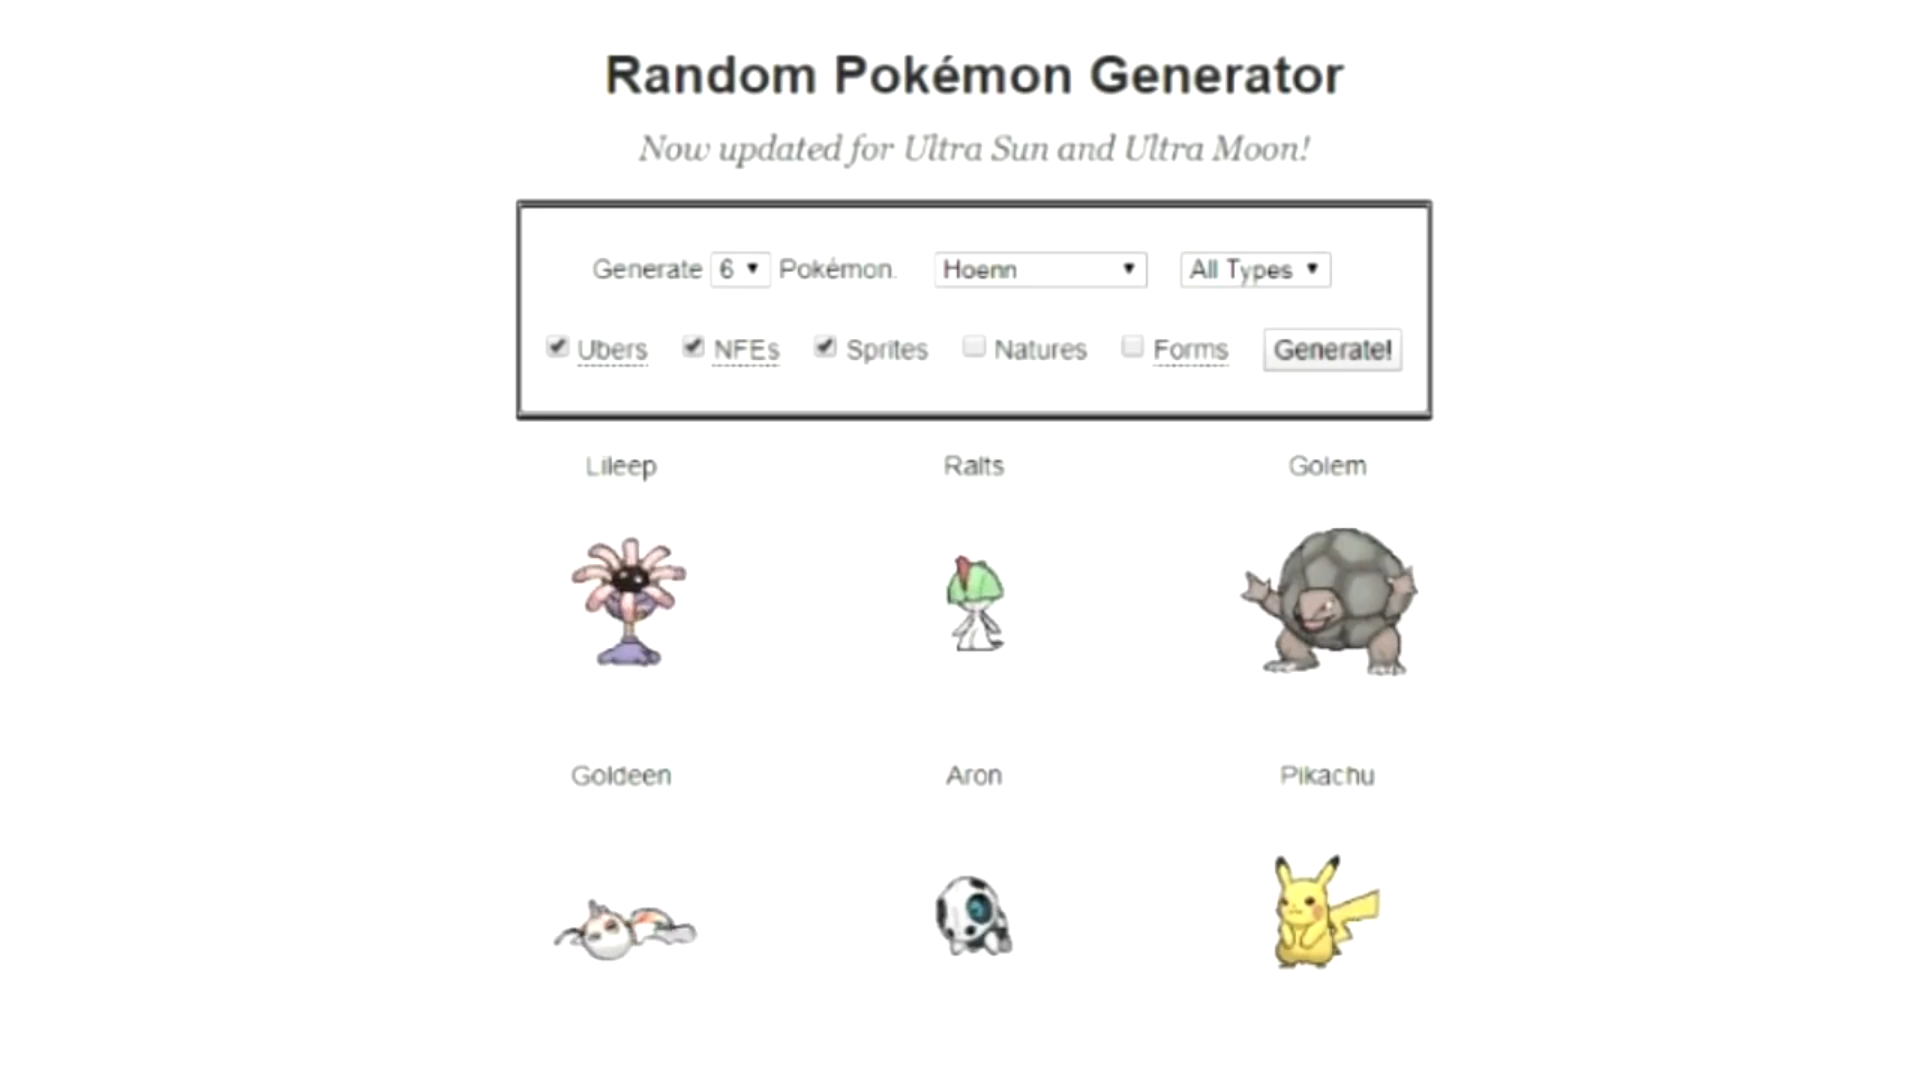 Random Pokémon Generator
Now updated for Ultra Sun and Ultra Moon!
Generate 6 Pokémon. Hoenn All Types
Ubers NFEs Sprites Natures Forms Generate!
Lileep Ralts Golem
Goldeen Aron Pikachu